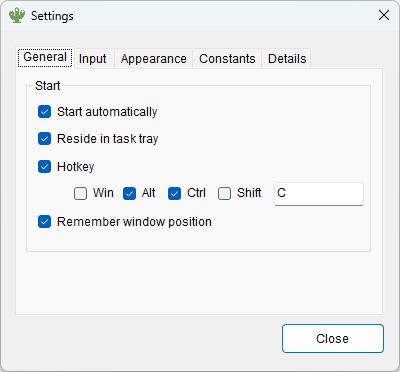 Settings
General Input Appearance Constants Details
Start
Start automatically
Reside in task tray
Hotkey
Win Alt Ctrl Shift C
Remember window position
Close